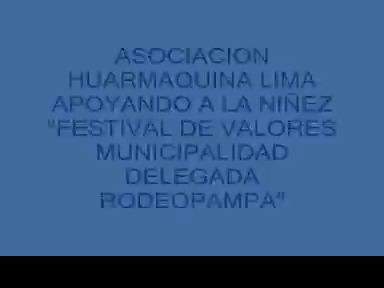 ASOCIACION
HUARMAQUINA LIMA
APOYANDO A LA NIÑEZ
"FESTIVAL DE VALORES
MUNICIPALIDAD
DELEGADA
RODEOPAMPA"